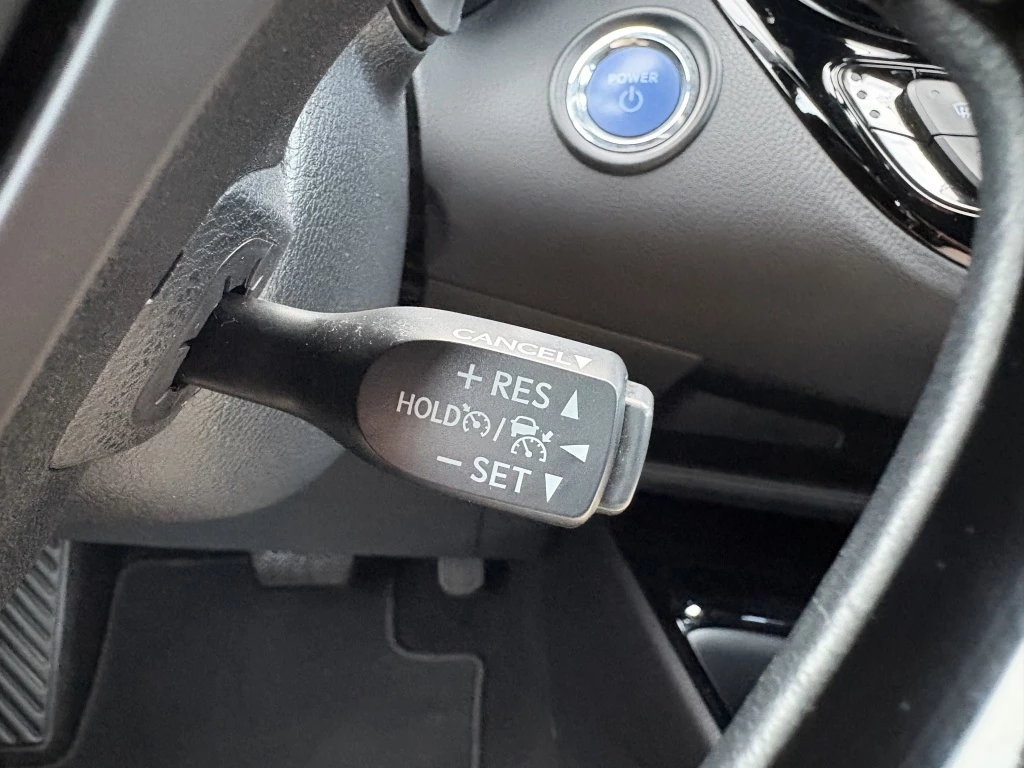 POWER
CANCEL▼
+ RES ▲
HOLD /
− SET ▼